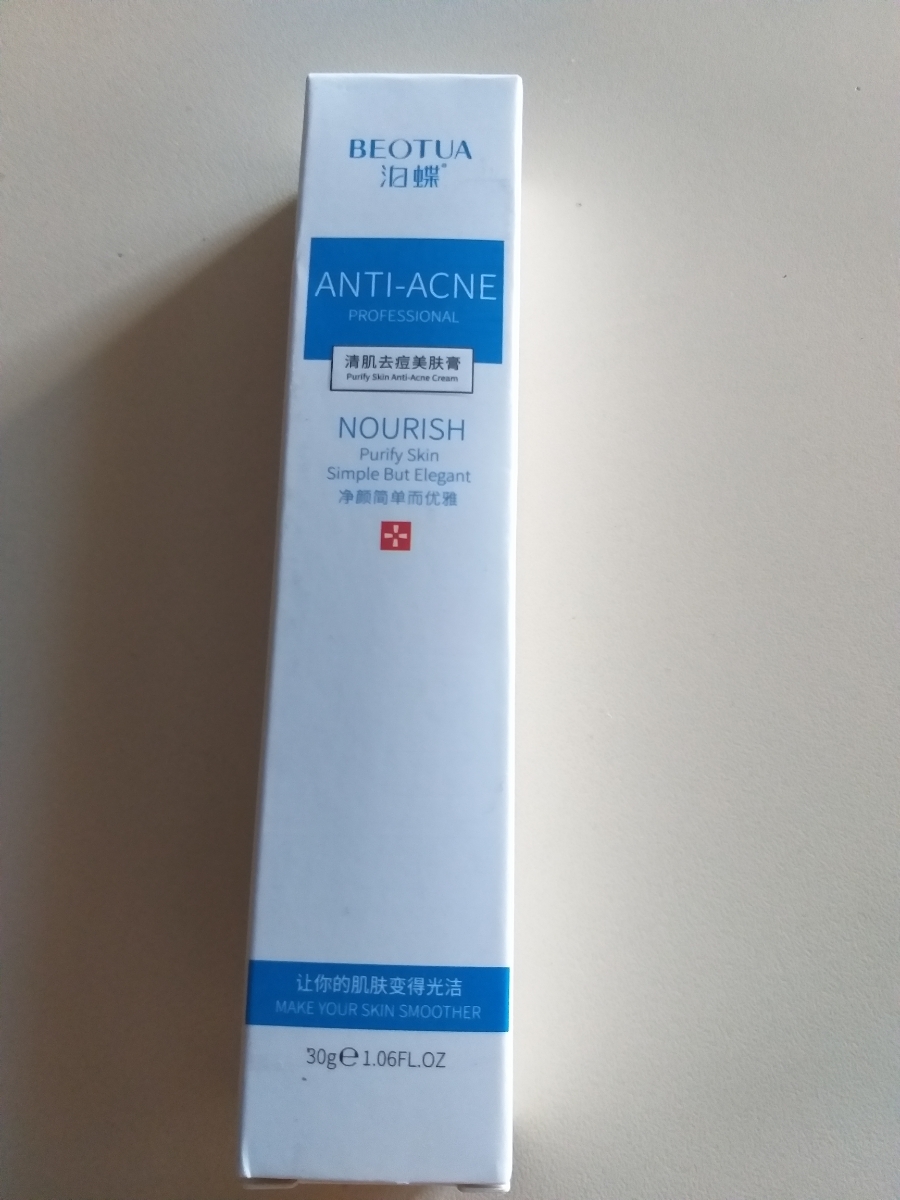 BEOTUA
泊蝶®
ANTI-ACNE
PROFESSIONAL
清肌去痘美肤膏
Purify Skin Anti-Acne Cream
NOURISH
Purify Skin
Simple But Elegant
净颜简单而优雅
让你的肌肤变得光洁
MAKE YOUR SKIN SMOOTHER
30g℮1.06FL.OZ